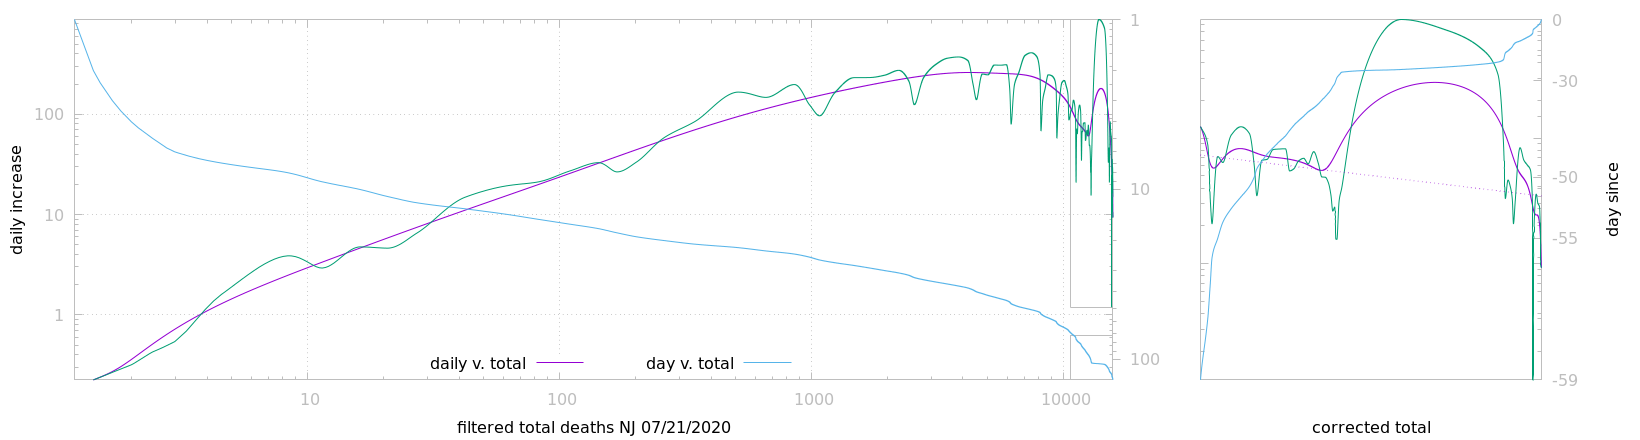 daily increase
100
10
1
10
100
1000
10000
1
10
100
daily v. total
day v. total
filtered total deaths NJ 07/21/2020
0
-30
-50
-55
-59
day since
corrected total